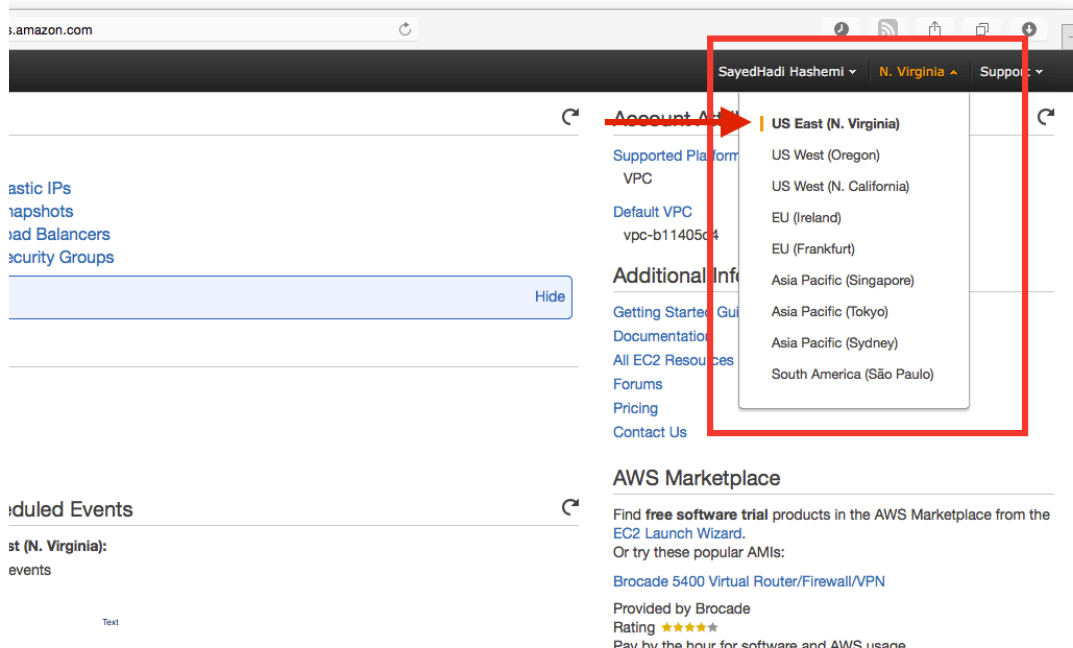 s.amazon.com
SayedHadi Hashemi N. Virginia Support
US East (N. Virginia)
US West (Oregon)
US West (N. California)
EU (Ireland)
EU (Frankfurt)
Asia Pacific (Singapore)
Asia Pacific (Tokyo)
Asia Pacific (Sydney)
South America (São Paulo)
astic IPs
napshots
oad Balancers
ecurity Groups
Hide
eduled Events
st (N. Virginia):
events
Text
Account Att
Supported Platform
VPC
Default VPC
vpc-b11405d4
Additional Inf
Getting Started Gui
Documentation
All EC2 Resources
Forums
Pricing
Contact Us
AWS Marketplace
Find free software trial products in the AWS Marketplace from the
EC2 Launch Wizard.
Or try these popular AMIs:
Brocade 5400 Virtual Router/Firewall/VPN
Provided by Brocade
Rating
Pay by the hour for software and AWS usage